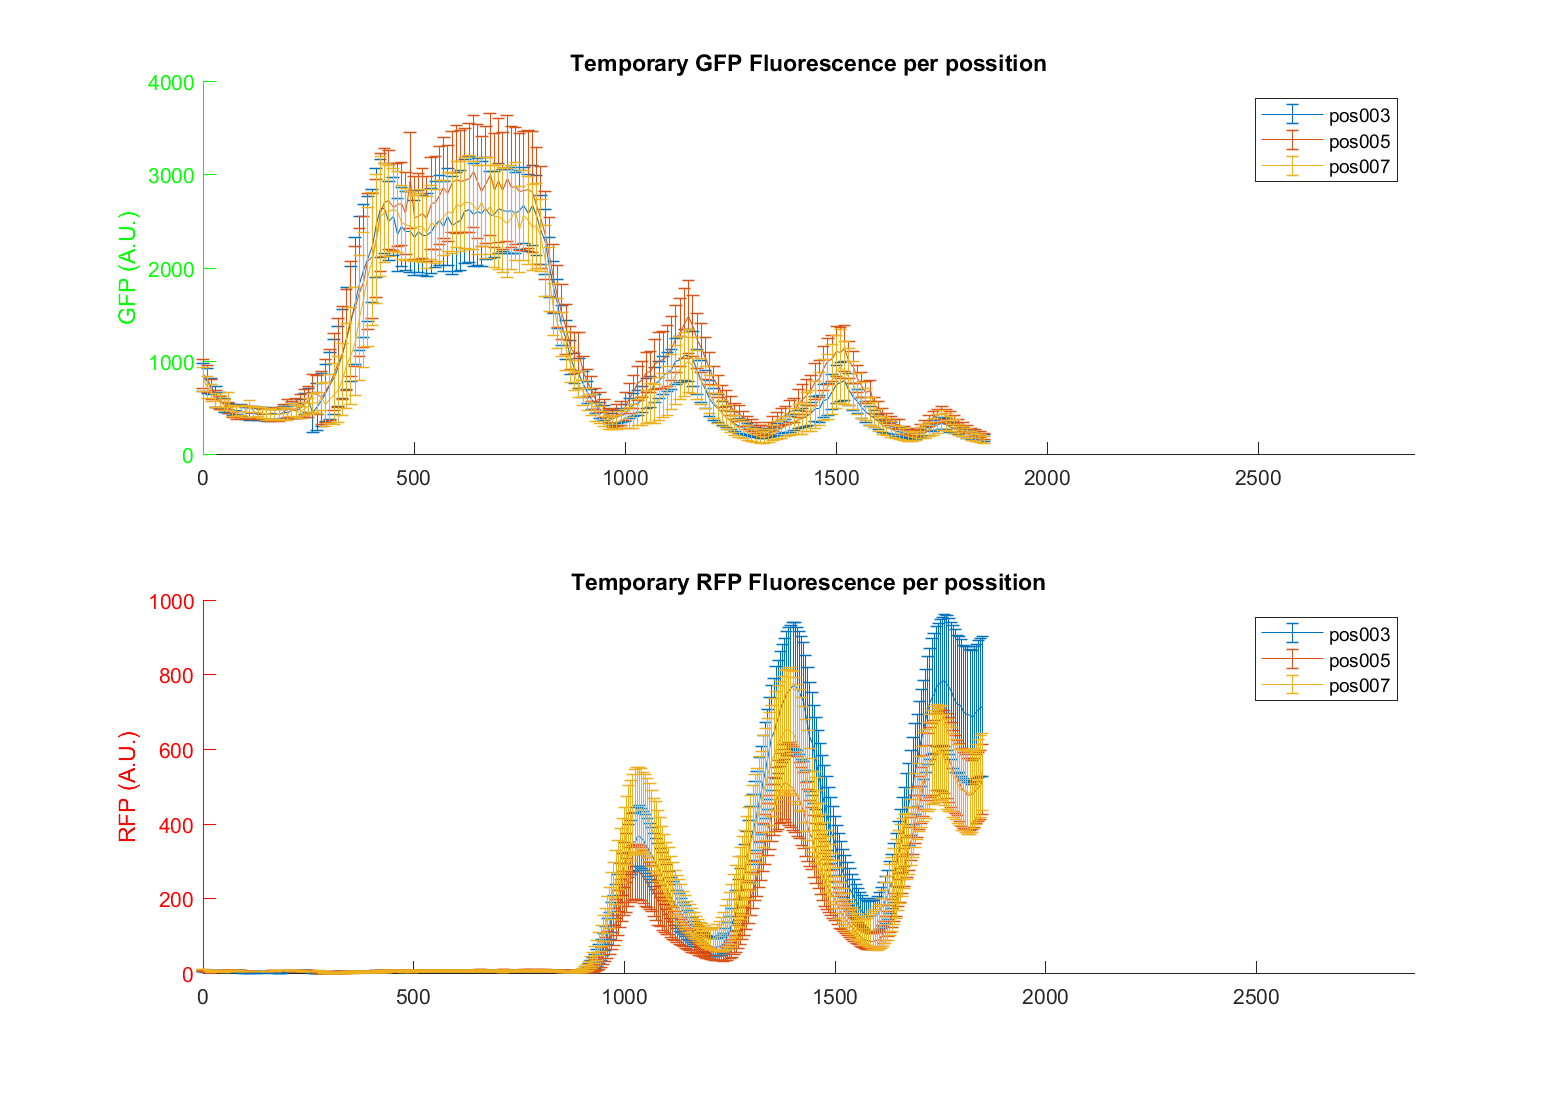 Temporary GFP Fluorescence per possition
GFP (A.U.)
4000
3000
2000
1000
0
0 500 1000 1500 2000 2500
pos003
pos005
pos007
Temporary RFP Fluorescence per possition
RFP (A.U.)
1000
800
600
400
200
0
0 500 1000 1500 2000 2500
pos003
pos005
pos007